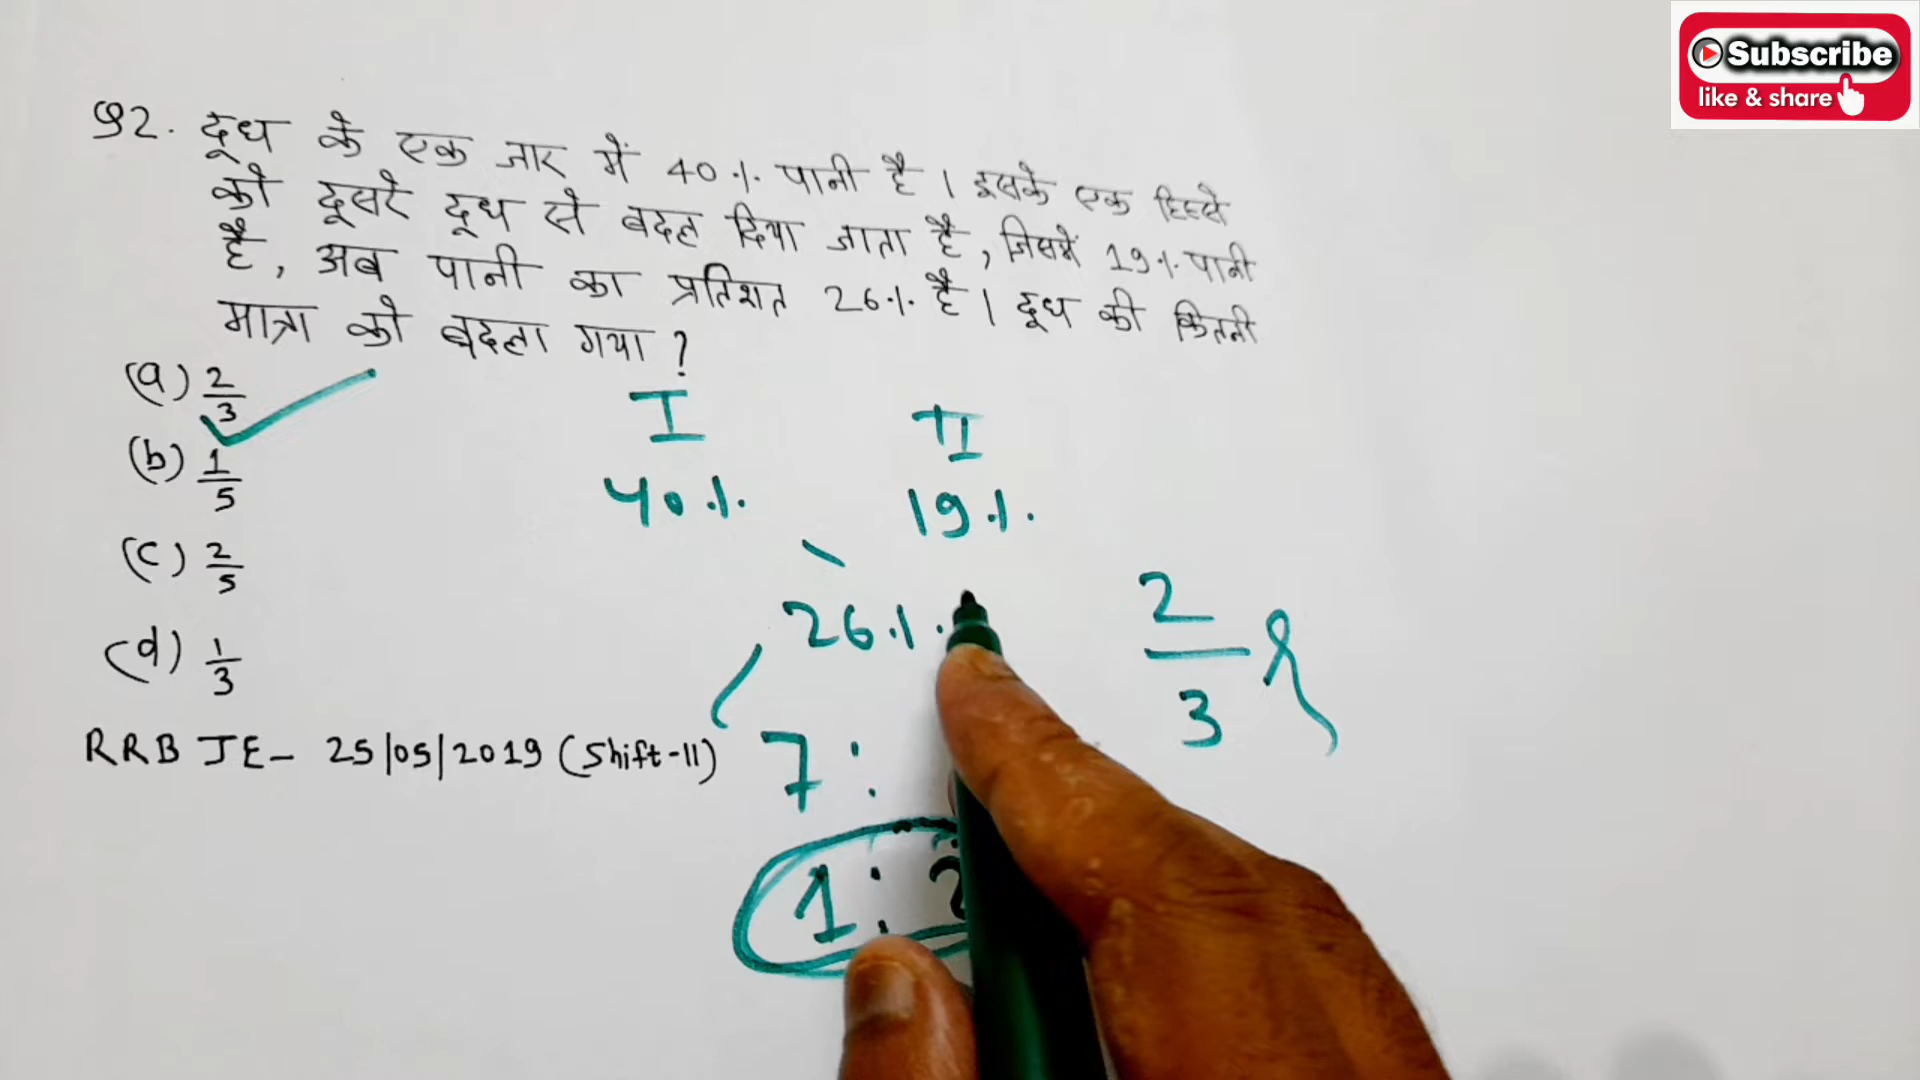 Subscribe
like & share
Q2. दूध के एक जार में 40% पानी है। इसके एक हिस्से
को दूसरे दूध से बदल दिया जाता है, जिसमें 19% पानी
है, अब पानी का प्रतिशत 26% है। दूध की कितनी
मात्रा को बदला गया?
(a) 2/3
(b) 1/5
(c) 2/5
(d) 1/3
RRB JE- 25/05/2019 (Shift-II)
I II
40% 19%
26%
7 :
1 : 2
2/3